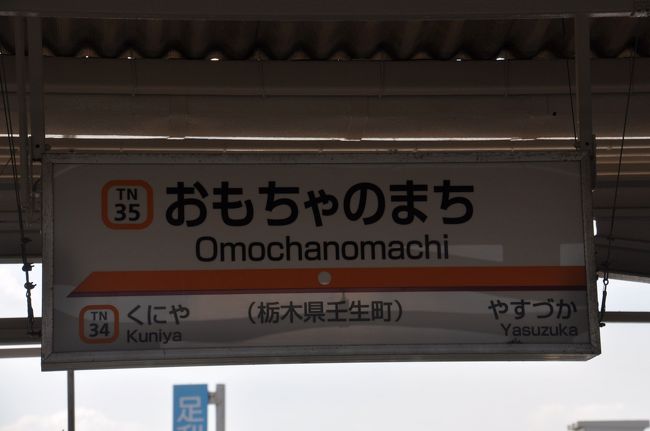 TN
35
おもちゃのまち
Omochanomachi
TN
34
くにや
Kuniya
(栃木県壬生町)
やすづか
Yasuzuka
足利